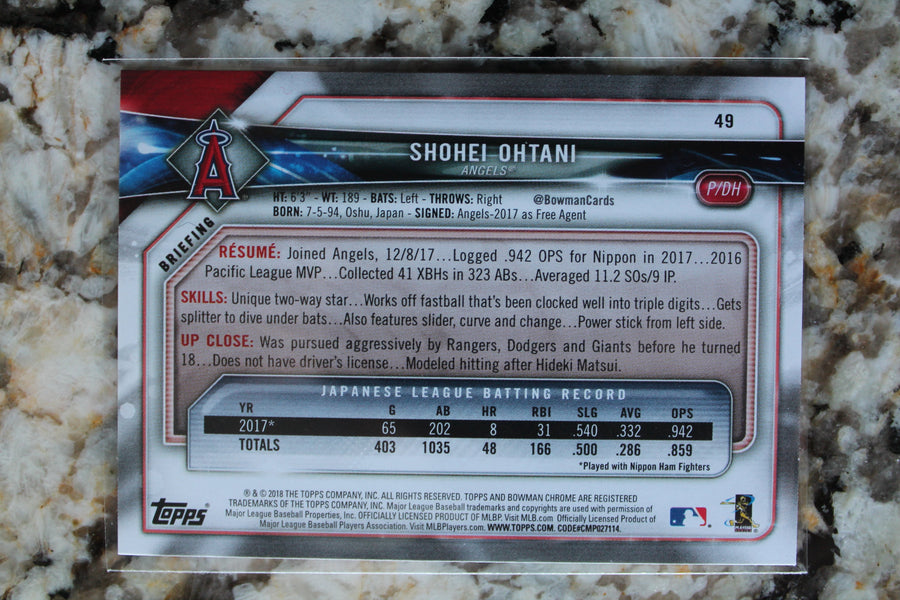 49
SHOHEI OHTANI
ANGELS®
P/DH
HT: 6'3" - WT: 189 - BATS: Left - THROWS: Right @BowmanCards
BORN: 7-5-94, Oshu, Japan - SIGNED: Angels-2017 as Free Agent
BRIEFING
RÉSUMÉ: Joined Angels, 12/8/17...Logged .942 OPS for Nippon in 2017...2016
Pacific League MVP...Collected 41 XBHs in 323 ABs...Averaged 11.2 SOs/9 IP.
SKILLS: Unique two-way star...Works off fastball that's been clocked well into triple digits...Gets
splitter to dive under bats...Also features slider, curve and change...Power stick from left side.
UP CLOSE: Was pursued aggressively by Rangers, Dodgers and Giants before he turned
18...Does not have driver's license...Modeled hitting after Hideki Matsui.
JAPANESE LEAGUE BATTING RECORD
YR G AB HR RBI SLG AVG OPS
2017* 65 202 8 31 .540 .332 .942
TOTALS 403 1035 48 166 .500 .286 .859
*Played with Nippon Ham Fighters
® & © 2018 THE TOPPS COMPANY, INC. ALL RIGHTS RESERVED. TOPPS AND BOWMAN CHROME ARE REGISTERED
TRADEMARKS OF THE TOPPS COMPANY, INC. Major League Baseball trademarks and copyrights are used with permission of
Major League Baseball Properties, Inc. OFFICIALLY LICENSED PRODUCT OF MLBP. Visit MLB.com Officially Licensed Product of
Major League Baseball Players Association. Visit MLBPlayers.com. WWW.TOPPS.COM. CODE#CMP027114.
Topps®
A